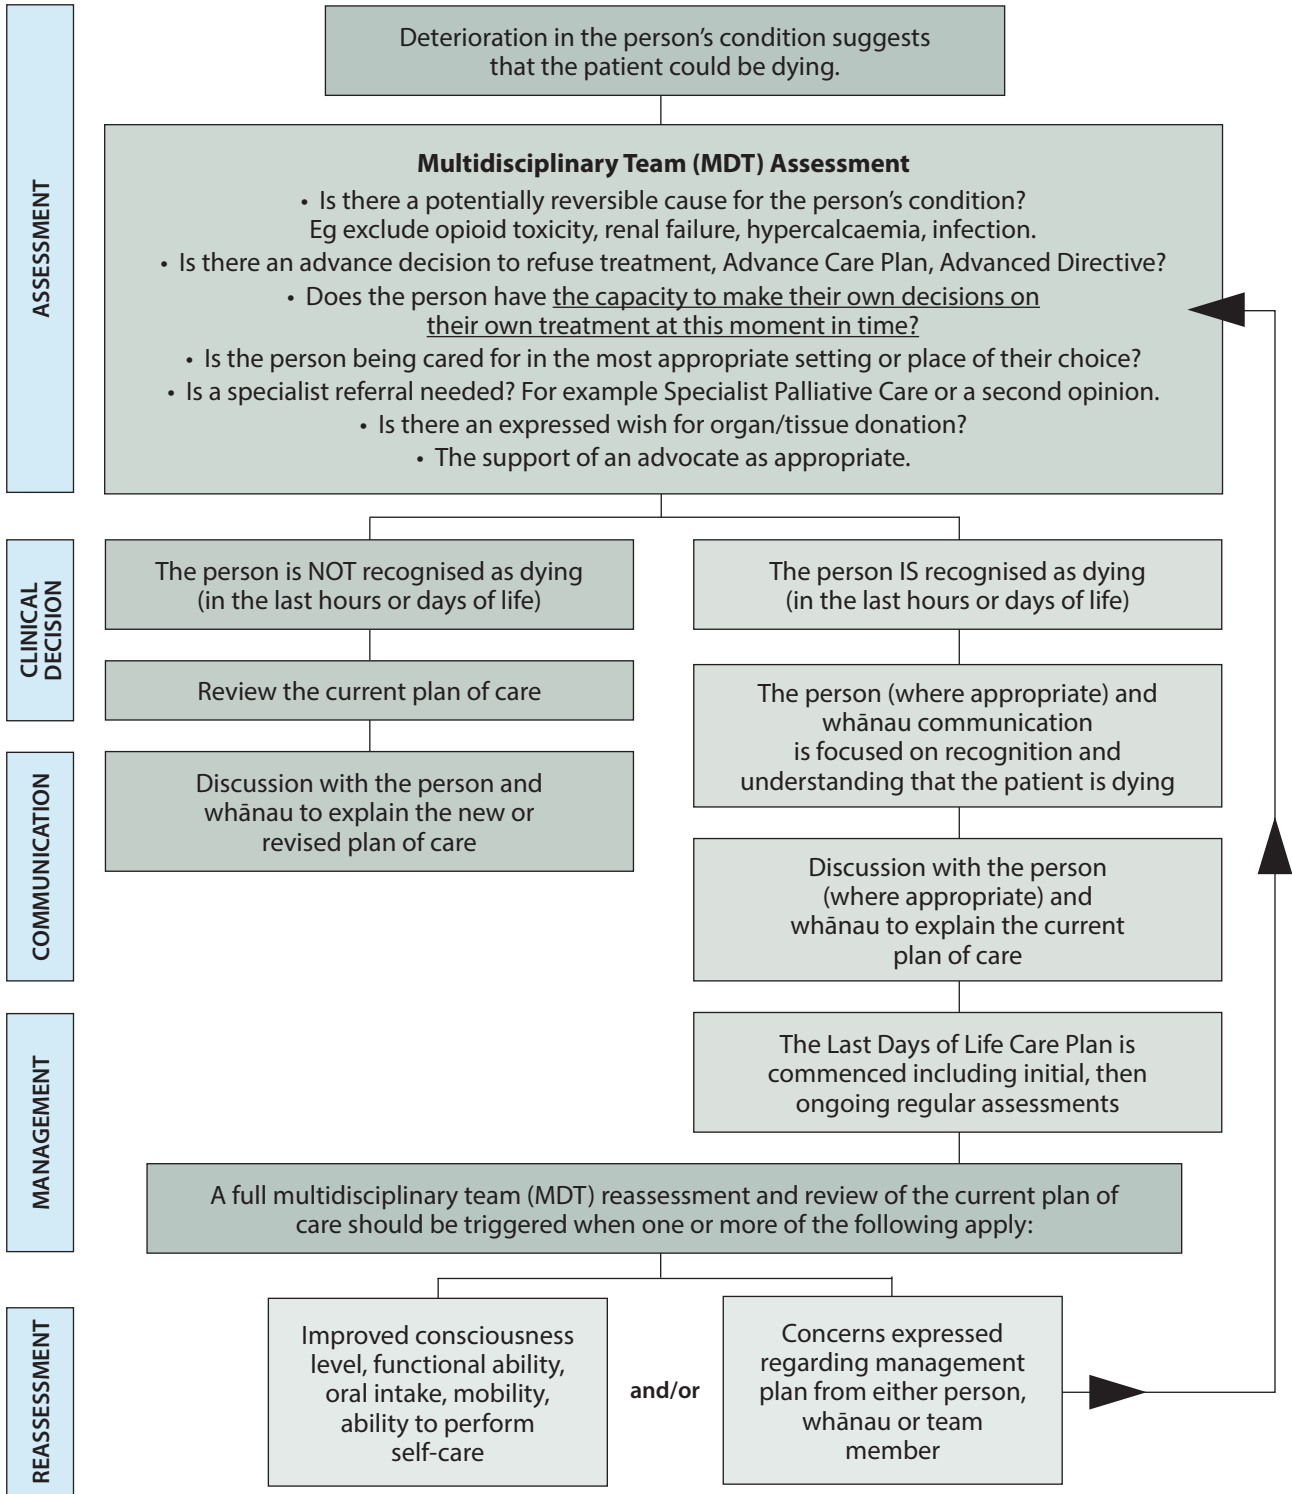 ASSESSMENT
Deterioration in the person's condition suggests
that the patient could be dying.
Multidisciplinary Team (MDT) Assessment
• Is there a potentially reversible cause for the person's condition?
Eg exclude opioid toxicity, renal failure, hypercalcaemia, infection.
• Is there an advance decision to refuse treatment, Advance Care Plan, Advanced Directive?
• Does the person have the capacity to make their own decisions on
their own treatment at this moment in time?
• Is the person being cared for in the most appropriate setting or place of their choice?
• Is a specialist referral needed? For example Specialist Palliative Care or a second opinion.
• Is there an expressed wish for organ/tissue donation?
• The support of an advocate as appropriate.
CLINICAL
DECISION
The person is NOT recognised as dying
(in the last hours or days of life)
Review the current plan of care
The person IS recognised as dying
(in the last hours or days of life)
The person (where appropriate) and
whānau communication
is focused on recognition and
understanding that the patient is dying
COMMUNICATION
Discussion with the person and
whānau to explain the new or
revised plan of care
Discussion with the person
(where appropriate) and
whānau to explain the current
plan of care
MANAGEMENT
The Last Days of Life Care Plan is
commenced including initial, then
ongoing regular assessments
A full multidisciplinary team (MDT) reassessment and review of the current plan of
care should be triggered when one or more of the following apply:
REASSESSMENT
Improved consciousness
level, functional ability,
oral intake, mobility,
ability to perform
self-care
and/or
Concerns expressed
regarding management
plan from either person,
whānau or team
member